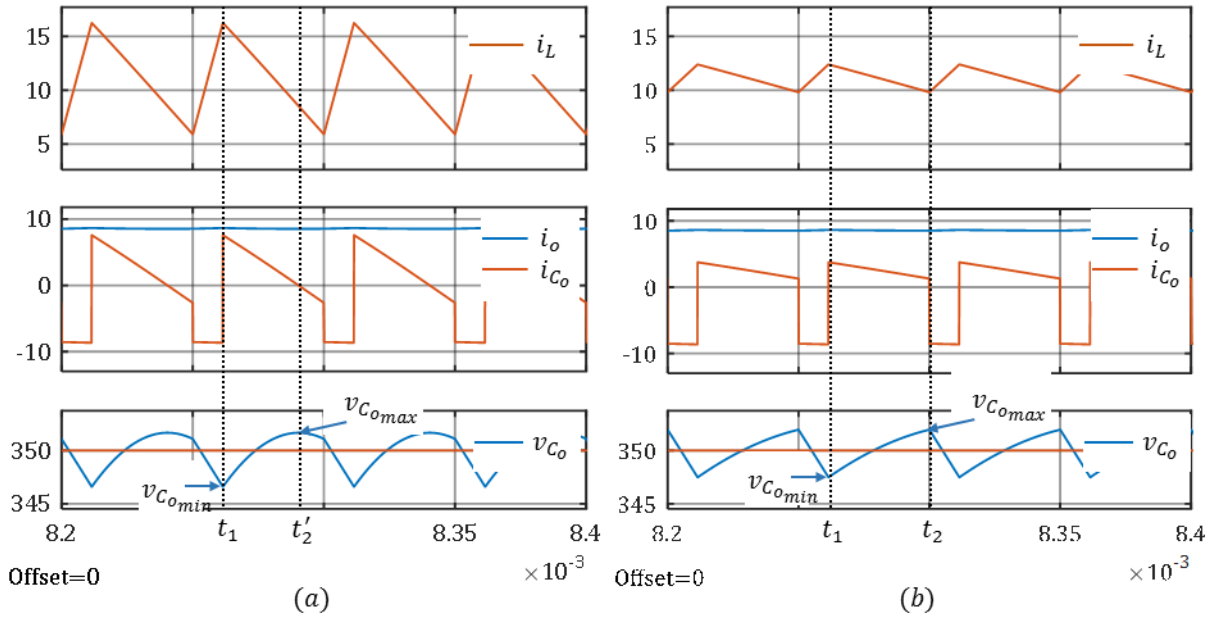 15
10
5
i_L
10
0
-10
i_o
i_{C_o}
350
345
v_{C_{o_{max}}}
v_{C_{o_{min}}}
v_{C_o}
8.2
t_1
t_2'
8.35
8.4
×10^{-3}
Offset=0
(a)
15
10
5
i_L
10
0
-10
i_o
i_{C_o}
350
345
v_{C_{o_{max}}}
v_{C_{o_{min}}}
v_{C_o}
8.2
t_1
t_2
8.35
8.4
×10^{-3}
Offset=0
(b)